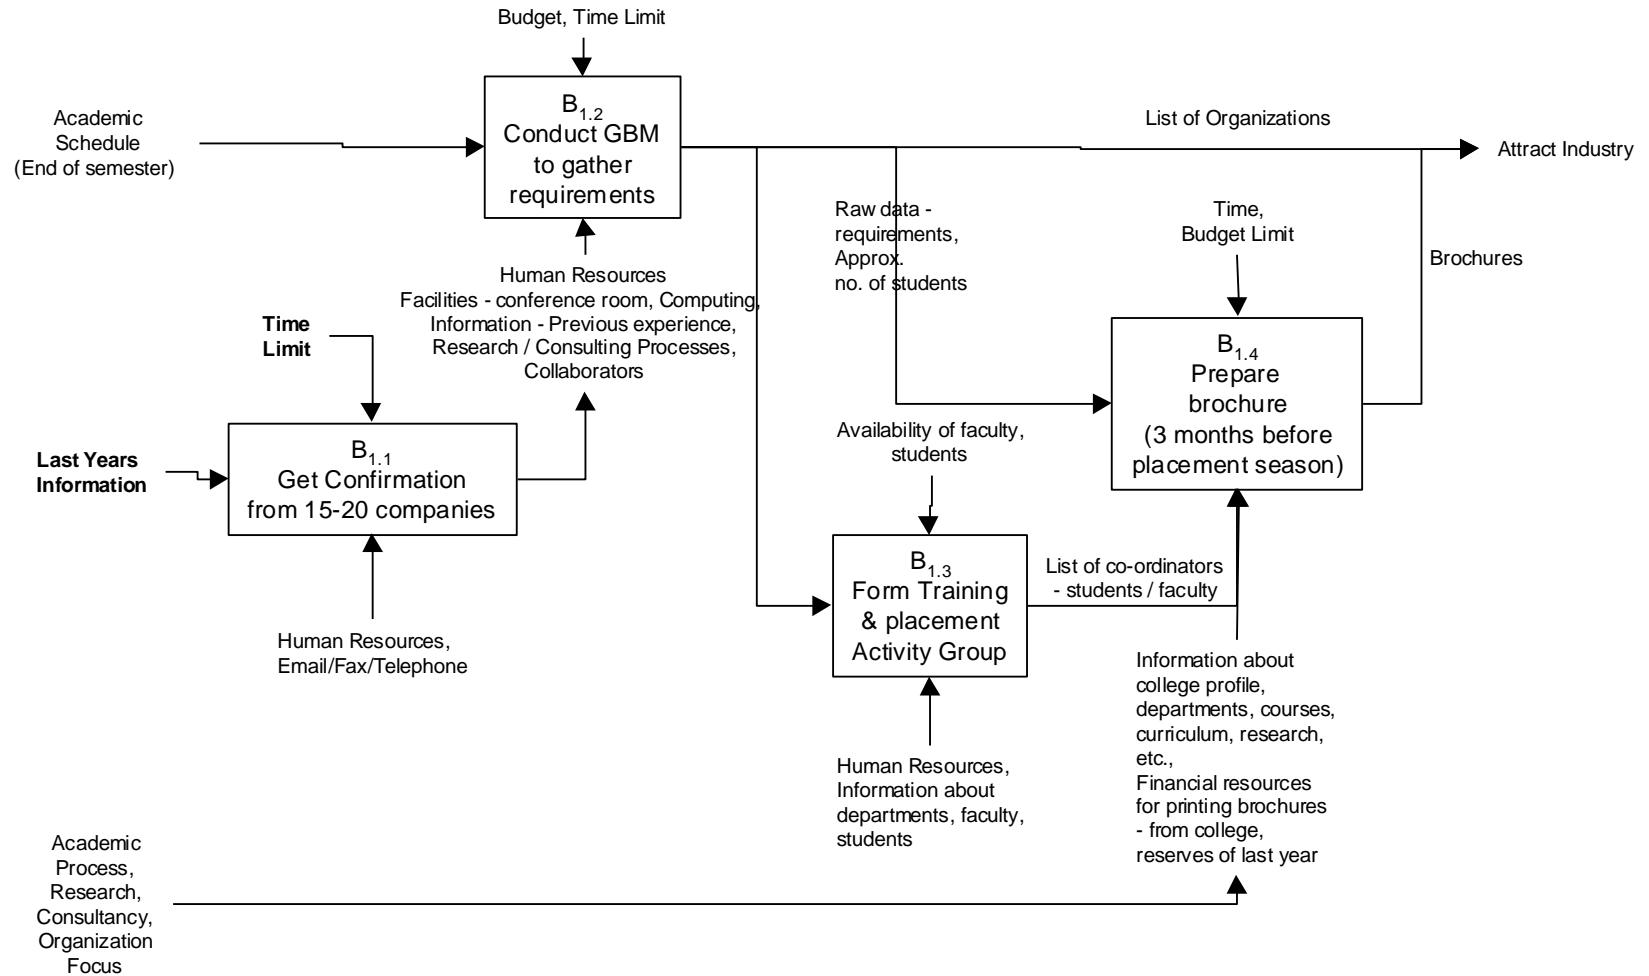 Budget, Time Limit
Academic
Schedule
(End of semester)
B1.2
Conduct GBM
to gather
requirements
List of Organizations
Attract Industry
Raw data -
requirements,
Approx.
no. of students
Time,
Budget Limit
Brochures
Human Resources
Facilities - conference room, Computing,
Information - Previous experience,
Research / Consulting Processes,
Collaborators
Time
Limit
B1.4
Prepare
brochure
(3 months before
placement season)
Last Years
Information
B1.1
Get Confirmation
from 15-20 companies
Availability of faculty,
students
B1.3
Form Training
& placement
Activity Group
List of co-ordinators
- students / faculty
Human Resources,
Email/Fax/Telephone
Information about
college profile,
departments, courses,
curriculum, research,
etc.,
Financial resources
for printing brochures
- from college,
reserves of last year
Human Resources,
Information about
departments, faculty,
students
Academic
Process,
Research,
Consultancy,
Organization
Focus